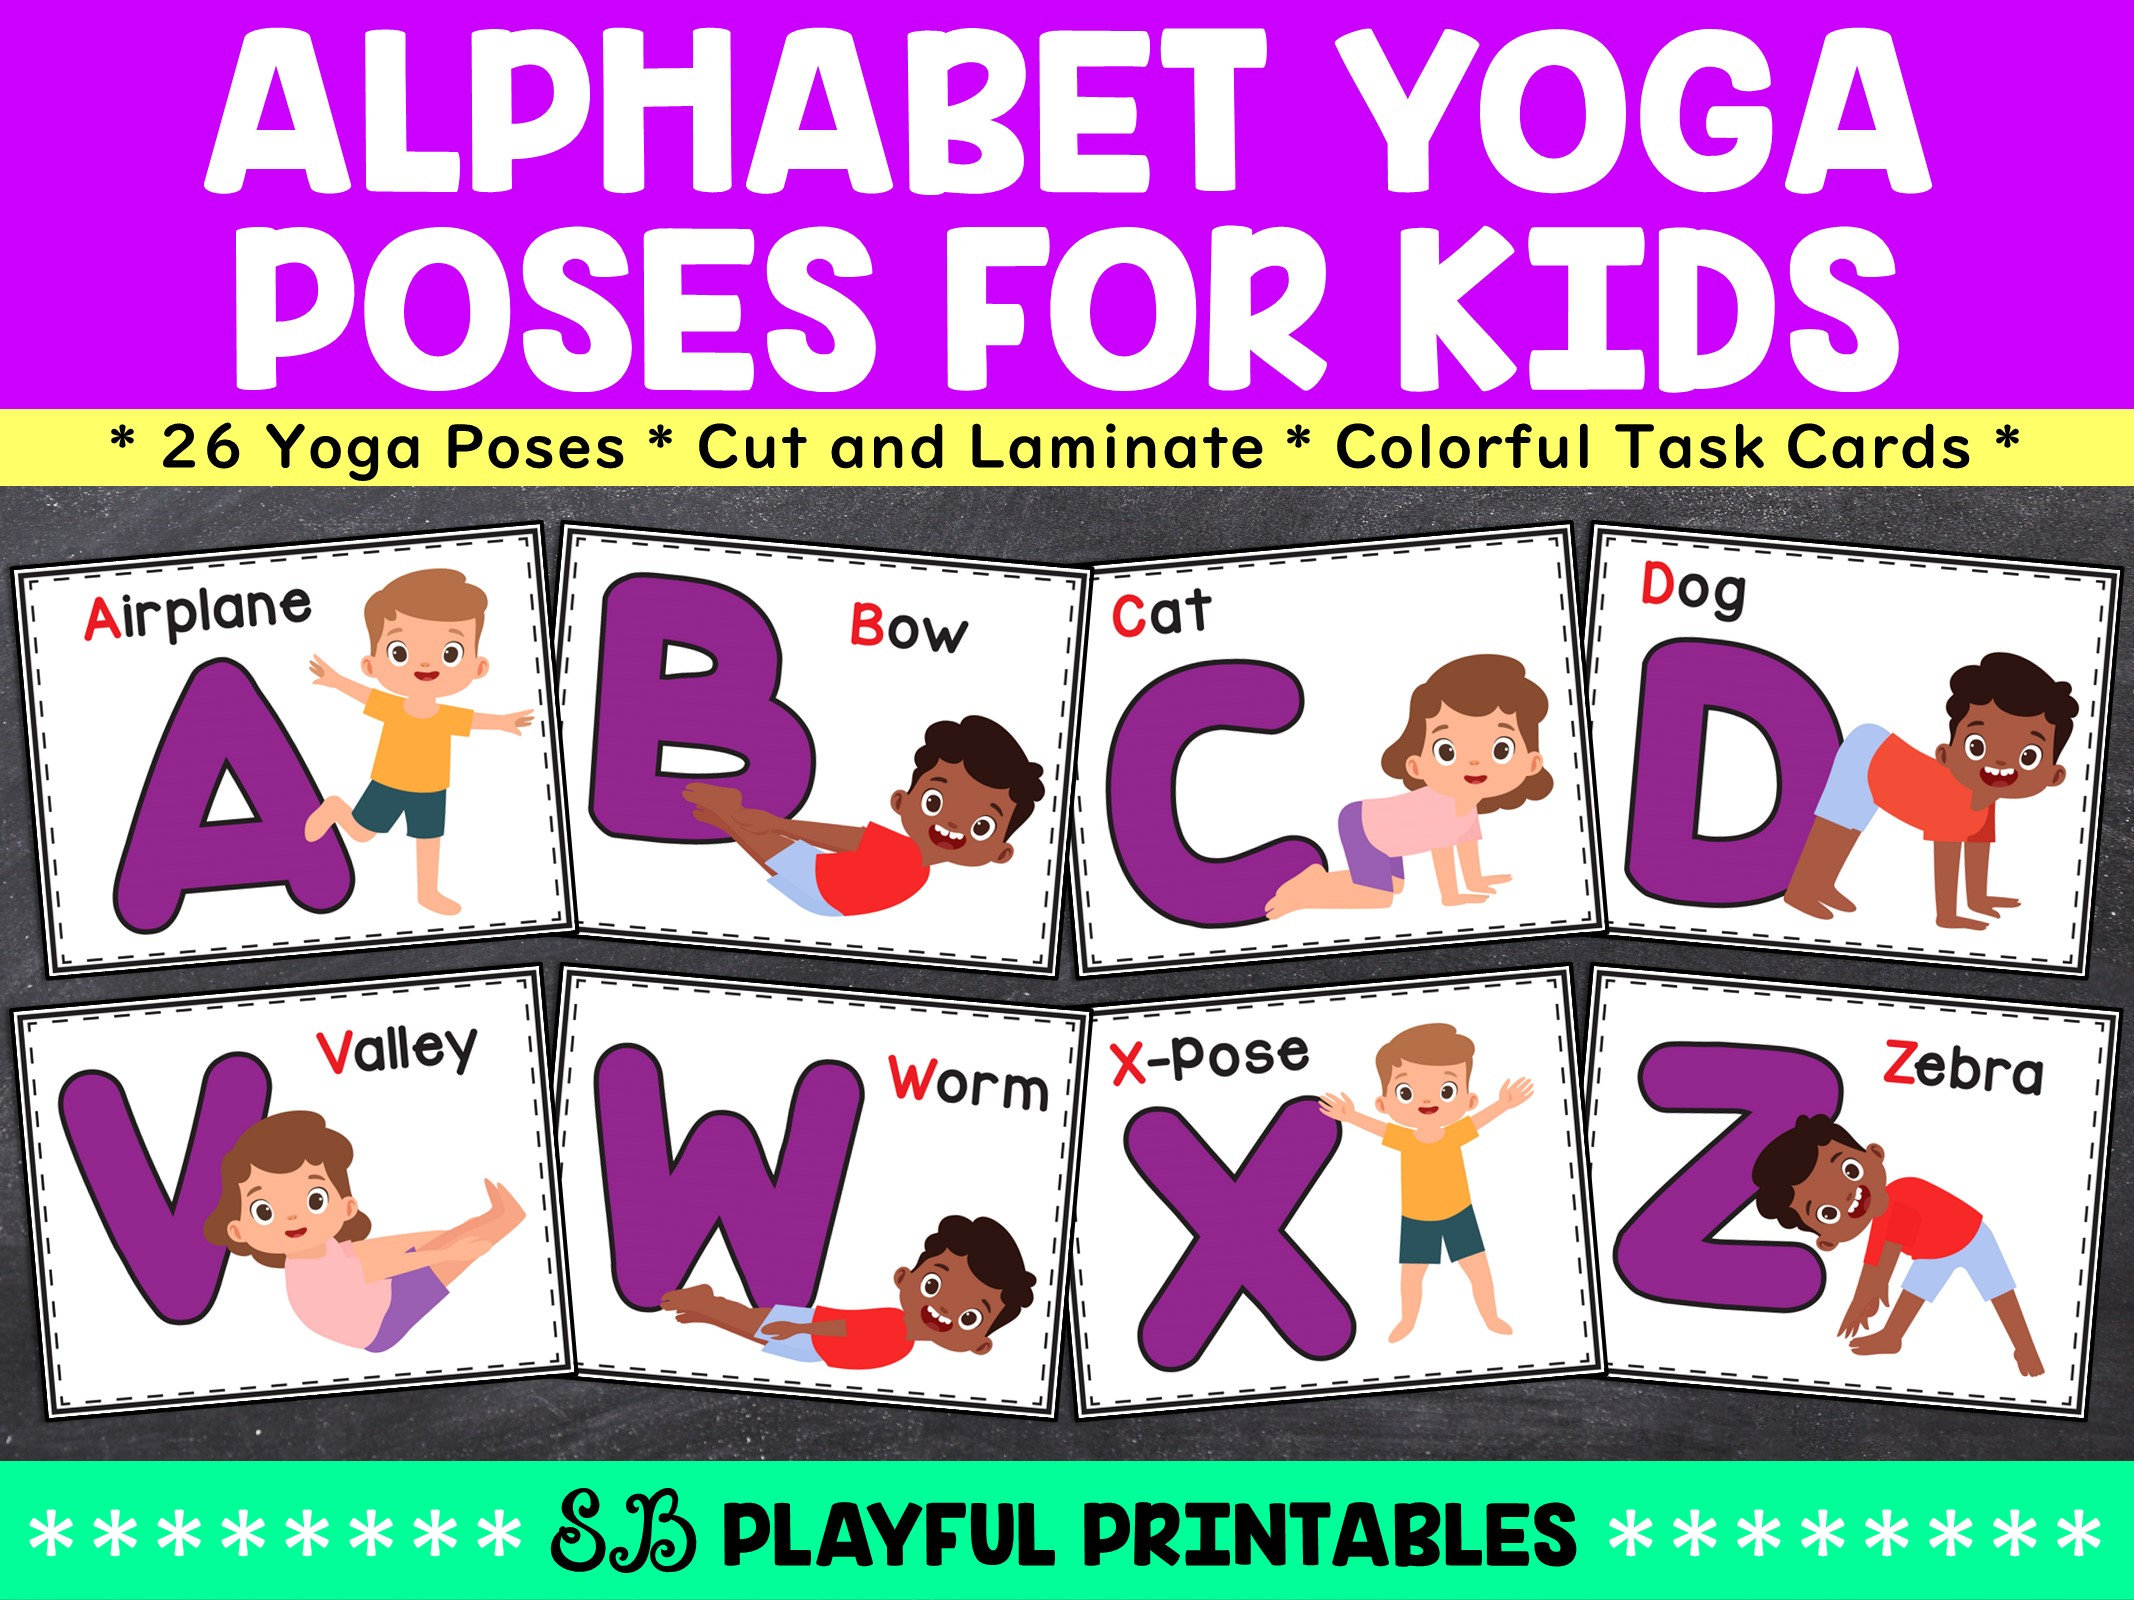 ALPHABET YOGA
POSES FOR KIDS
* 26 Yoga Poses * Cut and Laminate * Colorful Task Cards *
Airplane
A
Bow
B
Cat
C
Dog
D
Valley
V
Worm
W
X-pose
X
Zebra
Z
******** SB PLAYFUL PRINTABLES ********